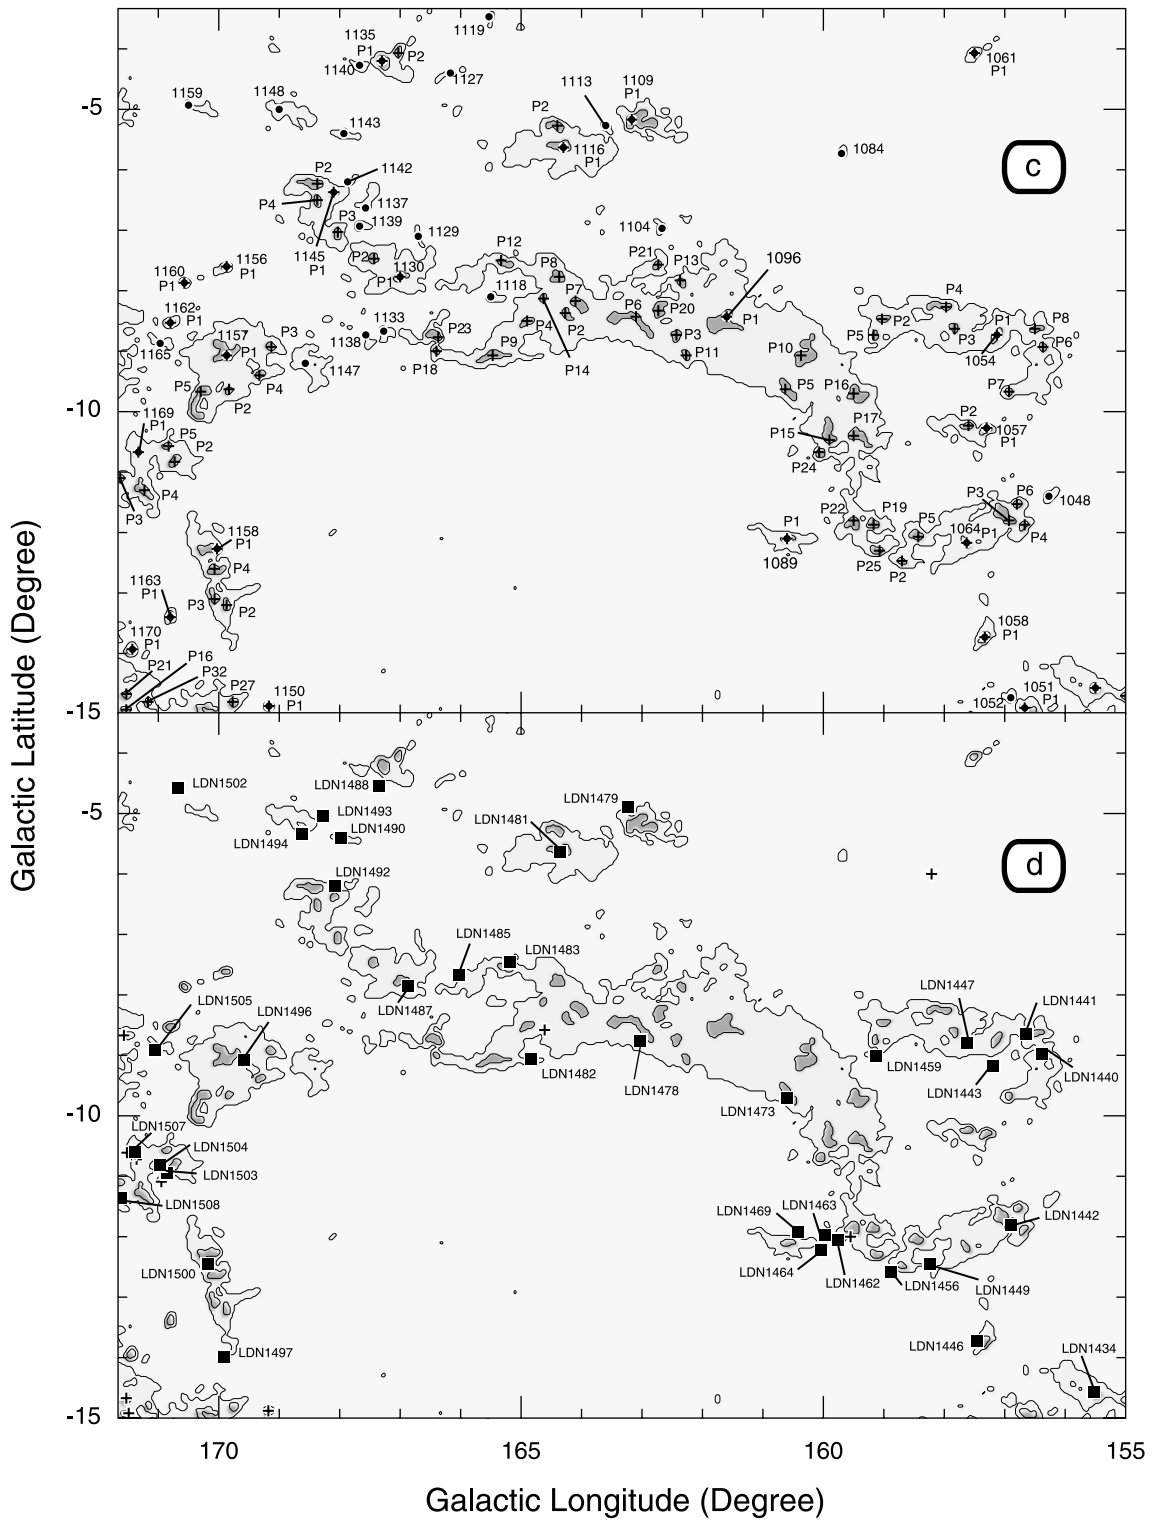 1119
1135
P1
P2
1140
1127
1061
P1
1159
1148
1113
1109
P1
-5
1143
P2
1116
P1
1084
c
P2
1142
P4
1137
P3
1139
1129
1104
1145
P1
P2
P12
P21
P13
1096
1156
P1
1160
P1
1130
P1
P8
1118
P7
P4
1162
P1
1133
P23
P4
P2
P6
P20
P1
P2
P1
P8
1165
1157
P1
P3
1138
P18
P9
P14
P3
P11
P10
P5
P3
1054
P6
1147
P5
P4
P2
P5
P16
P7
-10
1169
P1
P5
P2
P15
P17
P2
1057
P1
P24
P4
P3
P3
P6
1048
P22
P19
P5
1064
P1
P4
1158
P1
P1
1089
P25
P2
P4
1163
P1
P3
P2
1170
P1
1058
P1
P21
P16
P32
P27
1150
P1
1052
1051
P1
-15
LDN1502
LDN1488
LDN1479
LDN1493
LDN1490
LDN1494
LDN1481
-5
d
LDN1492
LDN1485
LDN1483
LDN1487
LDN1447
LDN1441
LDN1505
LDN1496
LDN1482
LDN1478
LDN1459
LDN1443
LDN1440
LDN1473
-10
LDN1507
LDN1504
LDN1503
LDN1508
LDN1469
LDN1463
LDN1442
LDN1500
LDN1464
LDN1462
LDN1456
LDN1449
LDN1497
LDN1446
LDN1434
-15
170
165
160
155
Galactic Longitude (Degree)
Galactic Latitude (Degree)